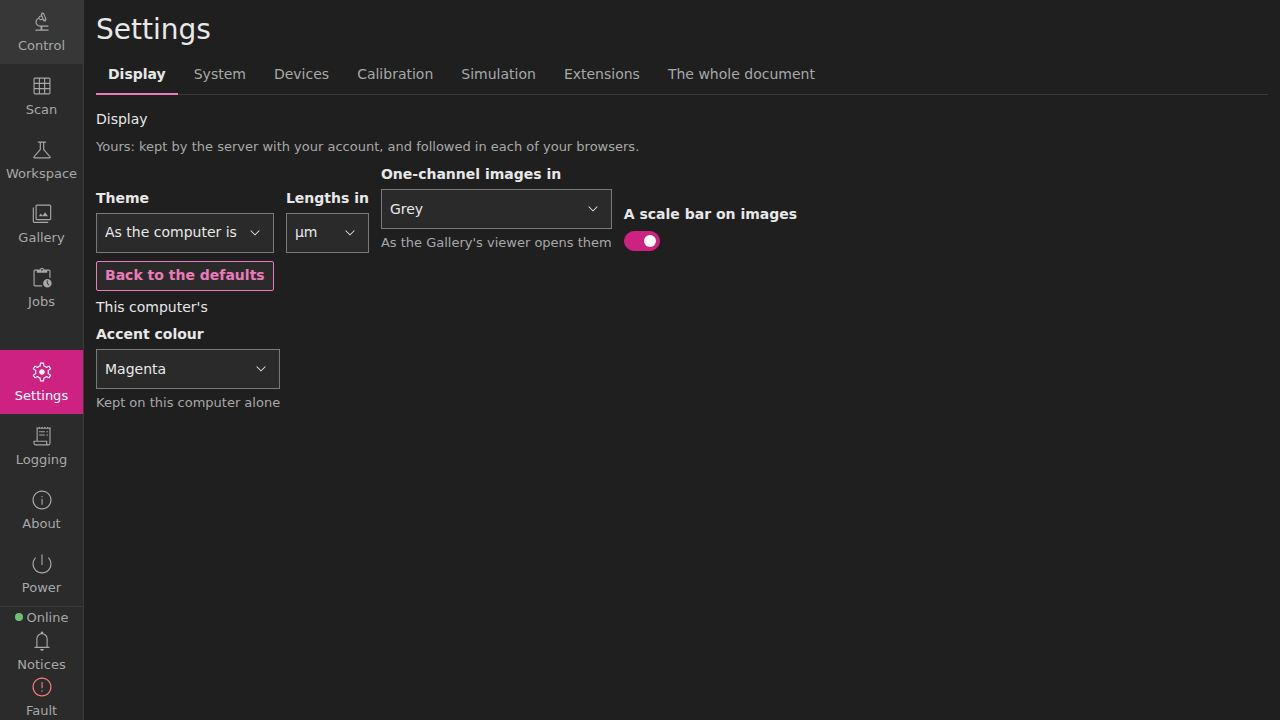 Control
Scan
Workspace
Gallery
Jobs
Settings
Logging
About
Power
Online
Notices
Fault
Settings
Display System Devices Calibration Simulation Extensions The whole document
Display
Yours: kept by the server with your account, and followed in each of your browsers.
Theme
As the computer is
Lengths in
µm
One-channel images in
Grey
As the Gallery's viewer opens them
A scale bar on images
Back to the defaults
This computer's
Accent colour
Magenta
Kept on this computer alone